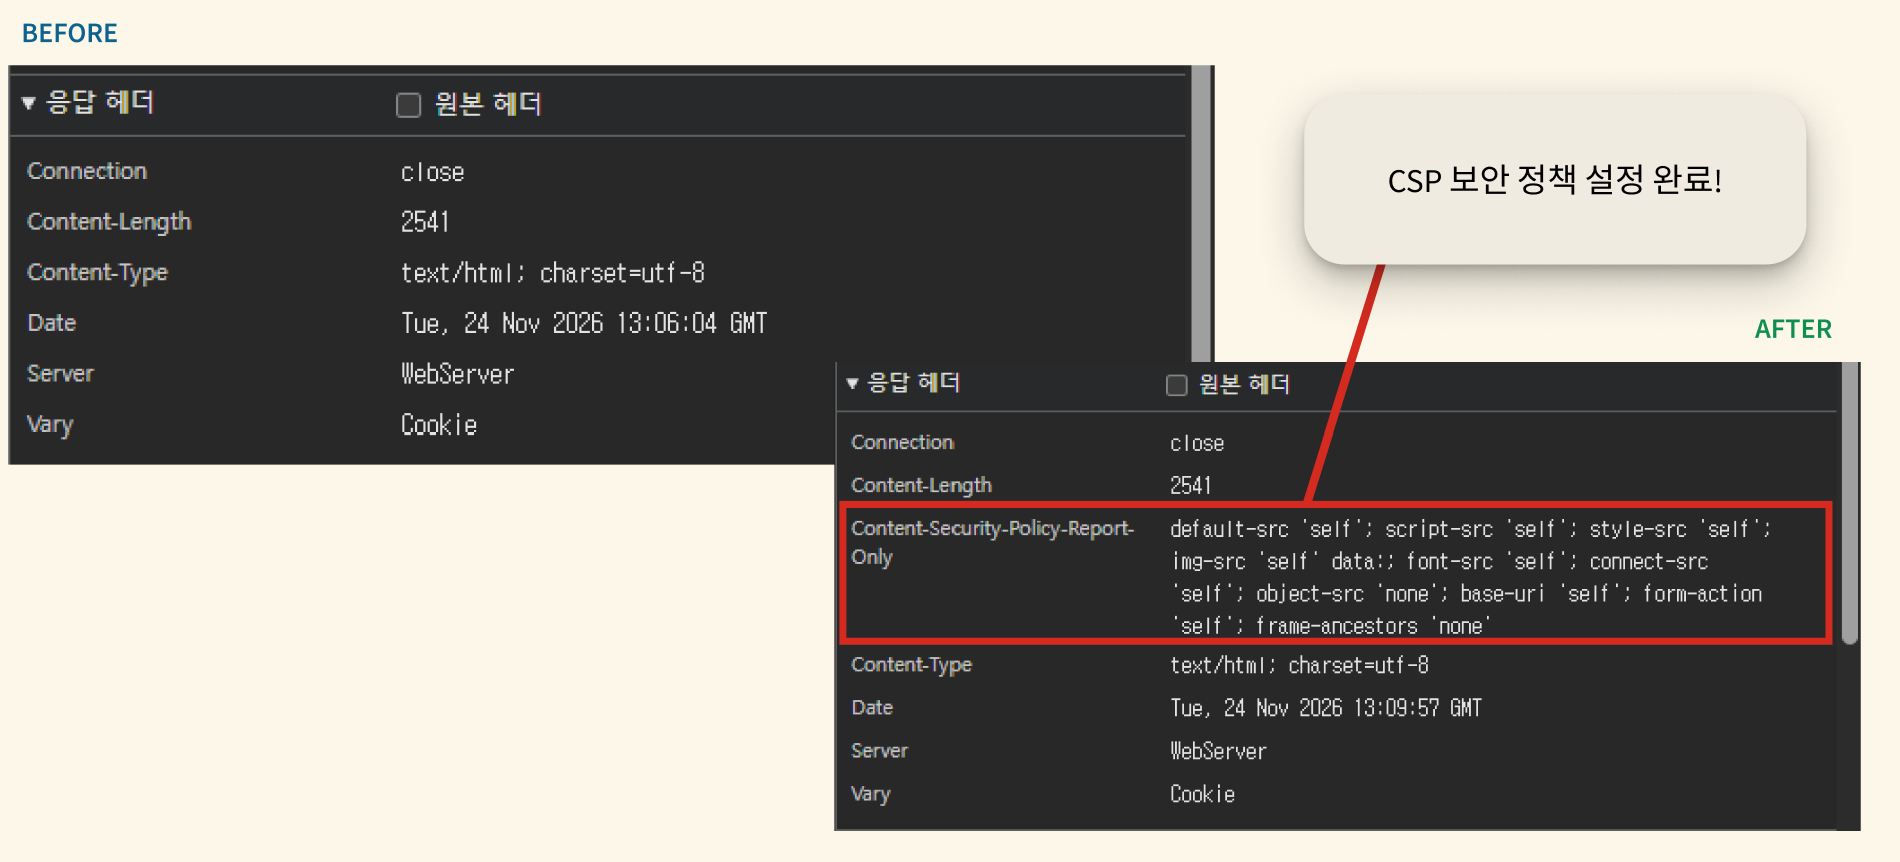 BEFORE
▼ 응답 헤더 원본 헤더
Connection close
Content-Length 2541
Content-Type text/html; charset=utf-8
Date Tue, 24 Nov 2026 13:06:04 GMT
Server WebServer
Vary Cookie
CSP 보안 정책 설정 완료!
AFTER
▼ 응답 헤더 원본 헤더
Connection close
Content-Length 2541
Content-Security-Policy-Report-Only default-src 'self'; script-src 'self'; style-src 'self';
img-src 'self' data:; font-src 'self'; connect-src
'self'; object-src 'none'; base-uri 'self'; form-action
'self'; frame-ancestors 'none'
Content-Type text/html; charset=utf-8
Date Tue, 24 Nov 2026 13:09:57 GMT
Server WebServer
Vary Cookie